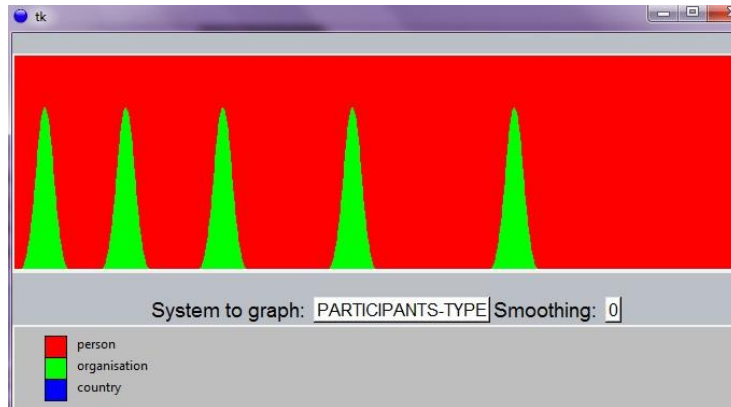 tk
System to graph: PARTICIPANTS-TYPE Smoothing: 0
person
organisation
country